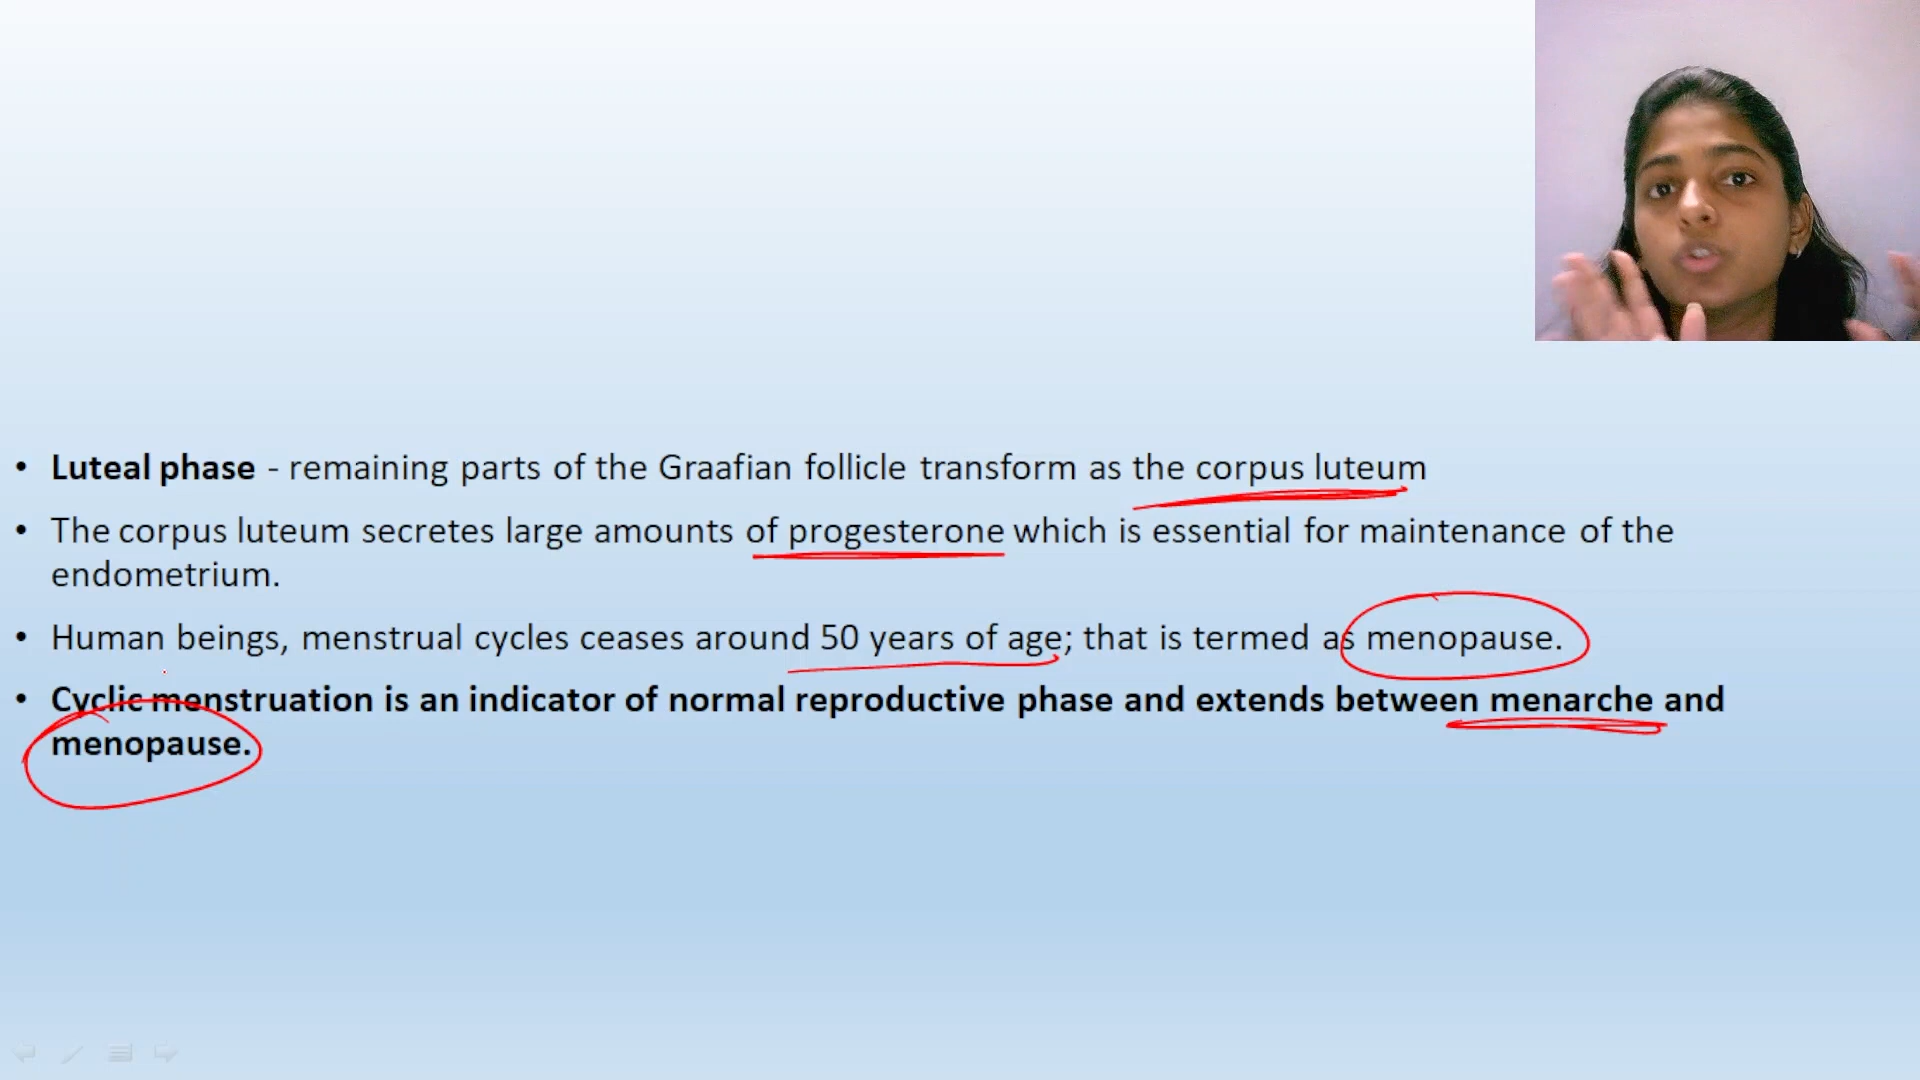 • Luteal phase - remaining parts of the Graafian follicle transform as the corpus luteum
• The corpus luteum secretes large amounts of progesterone which is essential for maintenance of the
endometrium.
• Human beings, menstrual cycles ceases around 50 years of age; that is termed as menopause.
• Cyclic menstruation is an indicator of normal reproductive phase and extends between menarche and
menopause.